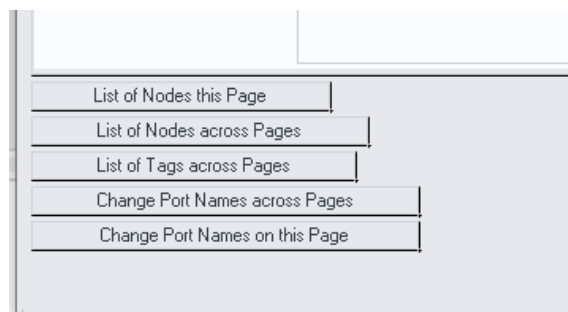 List of Nodes this Page
List of Nodes across Pages
List of Tags across Pages
Change Port Names across Pages
Change Port Names on this Page